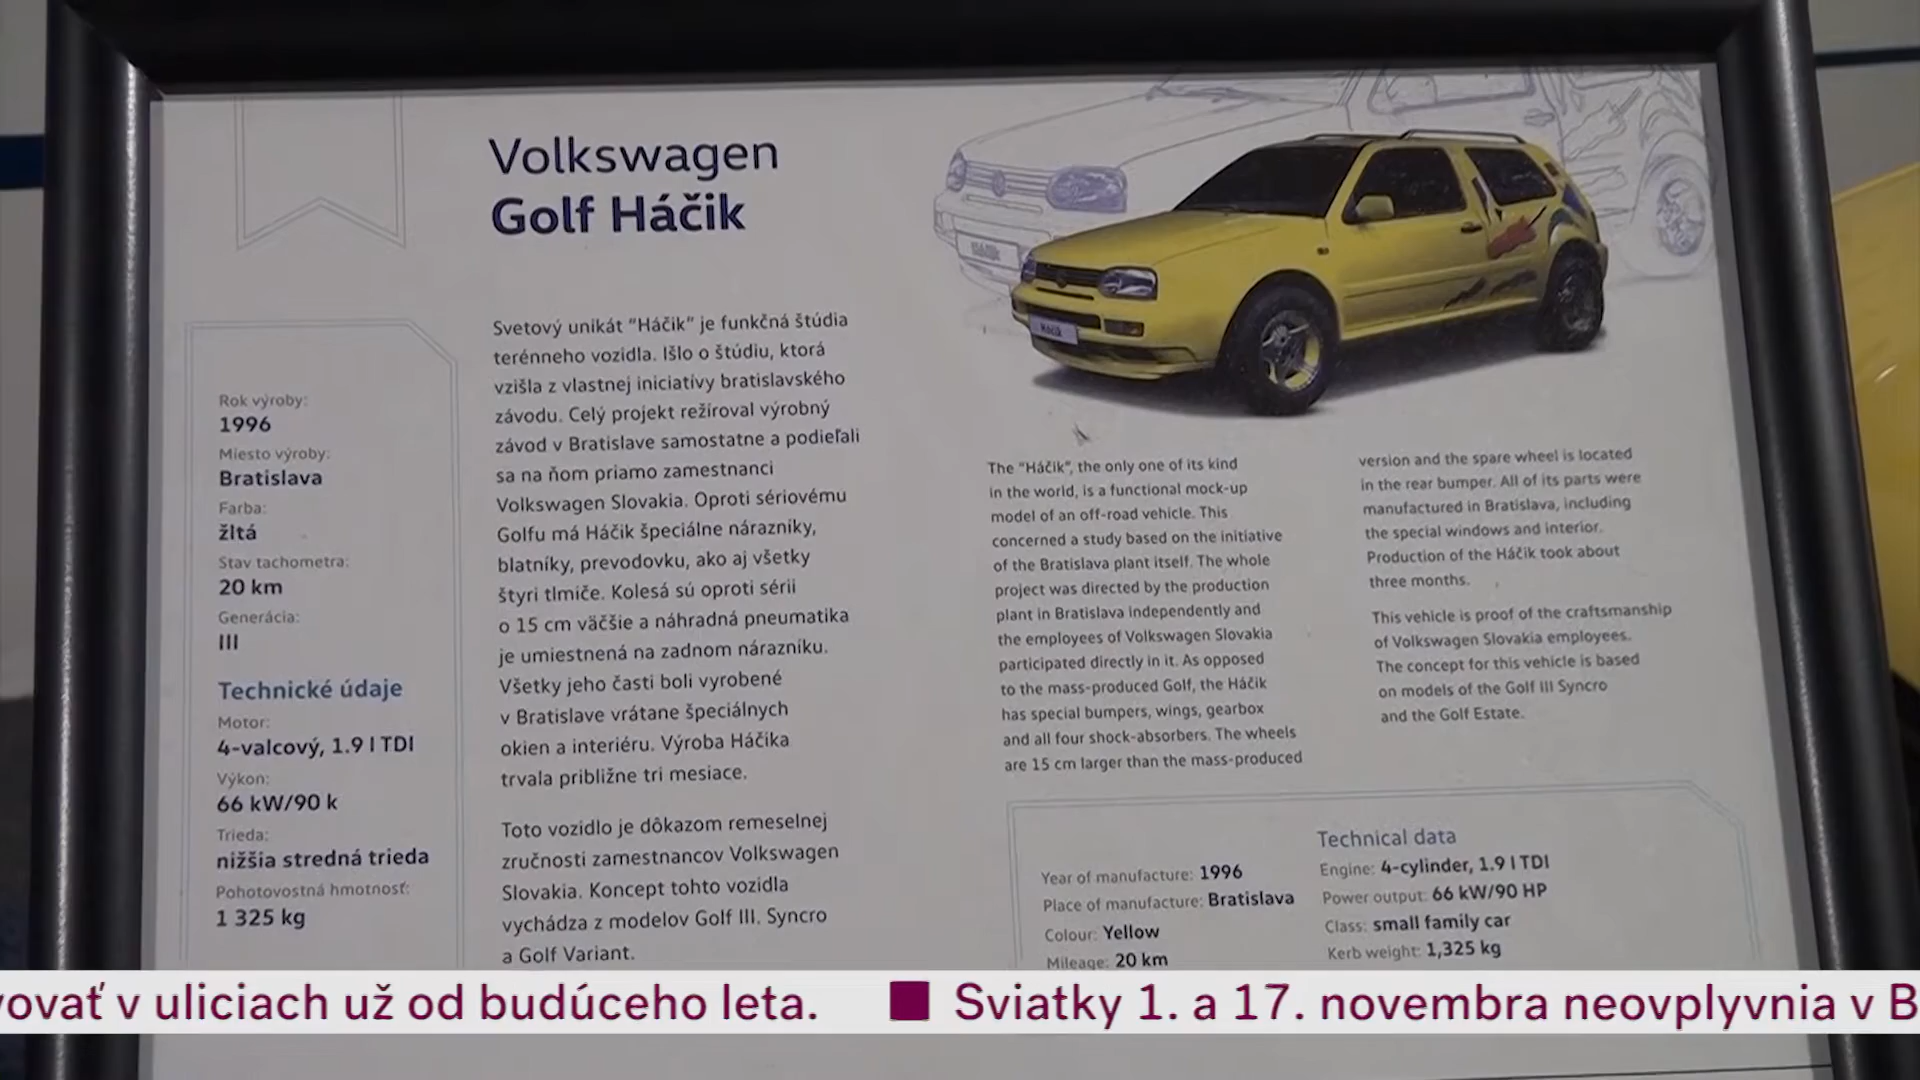 Volkswagen
Golf Háčik
Rok výroby:
1996
Miesto výroby:
Bratislava
Farba:
žltá
Stav tachometra:
20 km
Generácia:
III
Technické údaje
Motor:
4-valcový, 1.9 l TDI
Výkon:
66 kW/90 k
Trieda:
nižšia stredná trieda
Pohotovostná hmotnosť:
1 325 kg
Svetový unikát "Háčik" je funkčná štúdia
terénneho vozidla. Išlo o štúdiu, ktorá
vzišla z vlastnej iniciatívy bratislavského
závodu. Celý projekt režíroval výrobný
závod v Bratislave samostatne a podieľali
sa na ňom priamo zamestnanci
Volkswagen Slovakia. Oproti sériovému
Golfu má Háčik špeciálne nárazníky,
blatníky, prevodovku, ako aj všetky
štyri tlmiče. Kolesá sú oproti sérii
o 15 cm väčšie a náhradná pneumatika
je umiestnená na zadnom nárazníku.
Všetky jeho časti boli vyrobené
v Bratislave vrátane špeciálnych
okien a interiéru. Výroba Háčika
trvala približne tri mesiace.
Toto vozidlo je dôkazom remeselnej
zručnosti zamestnancov Volkswagen
Slovakia. Koncept tohto vozidla
vychádza z modelov Golf III. Syncro
a Golf Variant.
Háčik
The "Háčik", the only one of its kind
in the world, is a functional mock-up
model of an off-road vehicle. This
concerned a study based on the initiative
of the Bratislava plant itself. The whole
project was directed by the production
plant in Bratislava independently and
the employees of Volkswagen Slovakia
participated directly in it. As opposed
to the mass-produced Golf, the Háčik
has special bumpers, wings, gearbox
and all four shock-absorbers. The wheels
are 15 cm larger than the mass-produced
version and the spare wheel is located
in the rear bumper. All of its parts were
manufactured in Bratislava, including
the special windows and interior.
Production of the Háčik took about
three months.
This vehicle is proof of the craftsmanship
of Volkswagen Slovakia employees.
The concept for this vehicle is based
on models of the Golf III Syncro
and the Golf Estate.
Year of manufacture: 1996
Place of manufacture: Bratislava
Colour: Yellow
Mileage: 20 km
Technical data
Engine: 4-cylinder, 1.9 l TDI
Power output: 66 kW/90 HP
Class: small family car
Kerb weight: 1,325 kg
vovať v uliciach už od budúceho leta. ■ Sviatky 1. a 17. novembra neovplyvnia v B